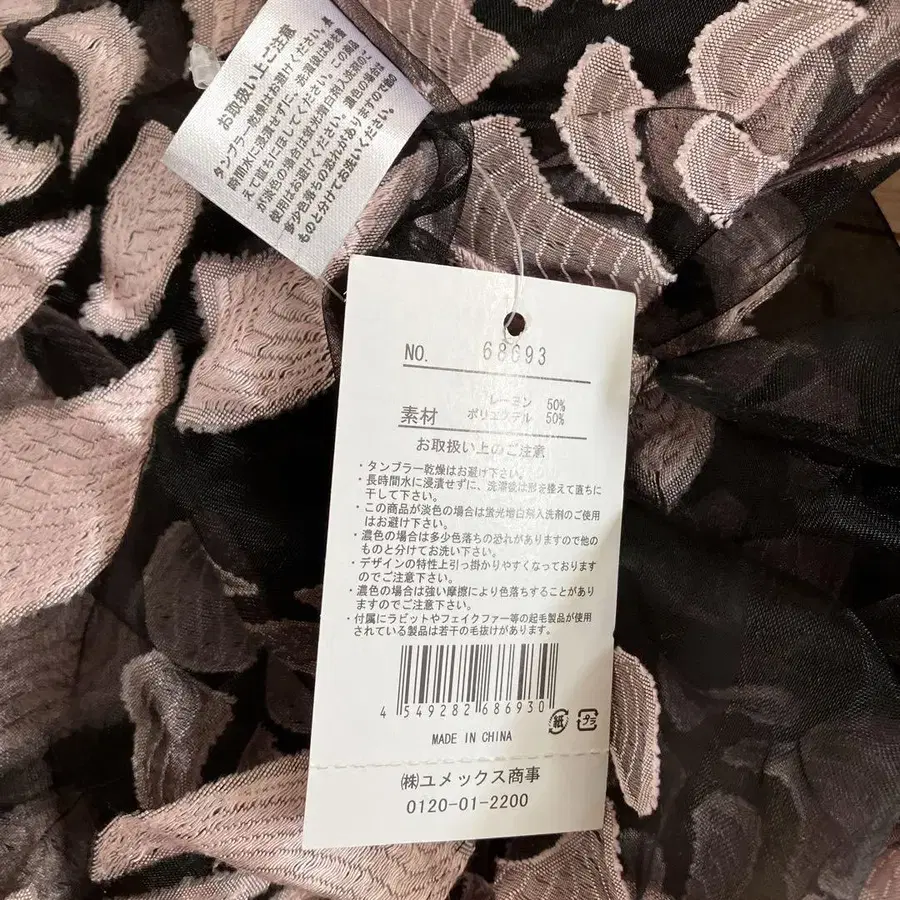 お取扱い上ご注意
タンブラー乾燥はお避けください。長
時間水に浸漬せずに、洗濯後は形を整
えて直ちにほしてください。この商品
が淡色の場合は蛍光増白剤入洗剤のご
使用はお避けください。濃色の場合は
多少色落ちの恐れがありますので他の
ものと分けてお洗いください。
NO. 68693
レーヨン 50%
素材 ポリエステル 50%
お取扱い上のご注意
・タンブラー乾燥はお避け下さい。
・長時間水に浸漬せずに、洗濯後は形を整えて直ちに
干して下さい。
・この商品が淡色の場合は蛍光増白剤入洗剤のご使用
はお避け下さい。
・濃色の場合は多少色落ちの恐れがありますので他の
ものと分けてお洗い下さい。
・デザインの特性上引っ掛かりやすくなっております
のでご注意下さい。
・濃色の場合は強い摩擦により色落ちすることがあり
ますのでご注意下さい。
・付属にラビットやフェイクファー等の起毛製品が使用
されている製品は若干の毛抜けがあります。
4 549282 686930
紙 プラ
MADE IN CHINA
㈱ユメックス商事
0120-01-2200